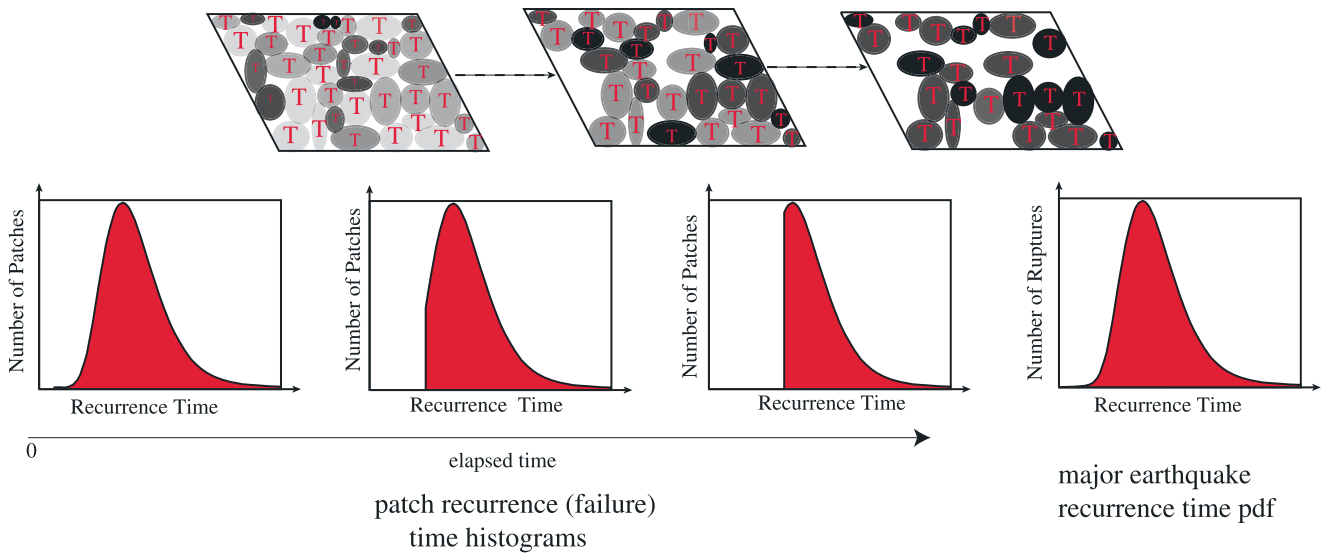 T T T T T T T T T T T T T T T T T T T T T T T T T T T T T T T T T T T T
T T T T T T T T T T T T T T T T T T T T T T T T T T T T T
T T T T T T T T T T T T T T T T T T T T T T
Number of Patches
Recurrence Time
Number of Patches
Recurrence Time
Number of Patches
Recurrence Time
Number of Ruptures
Recurrence Time
0
elapsed time
patch recurrence (failure)
time histograms
major earthquake
recurrence time pdf